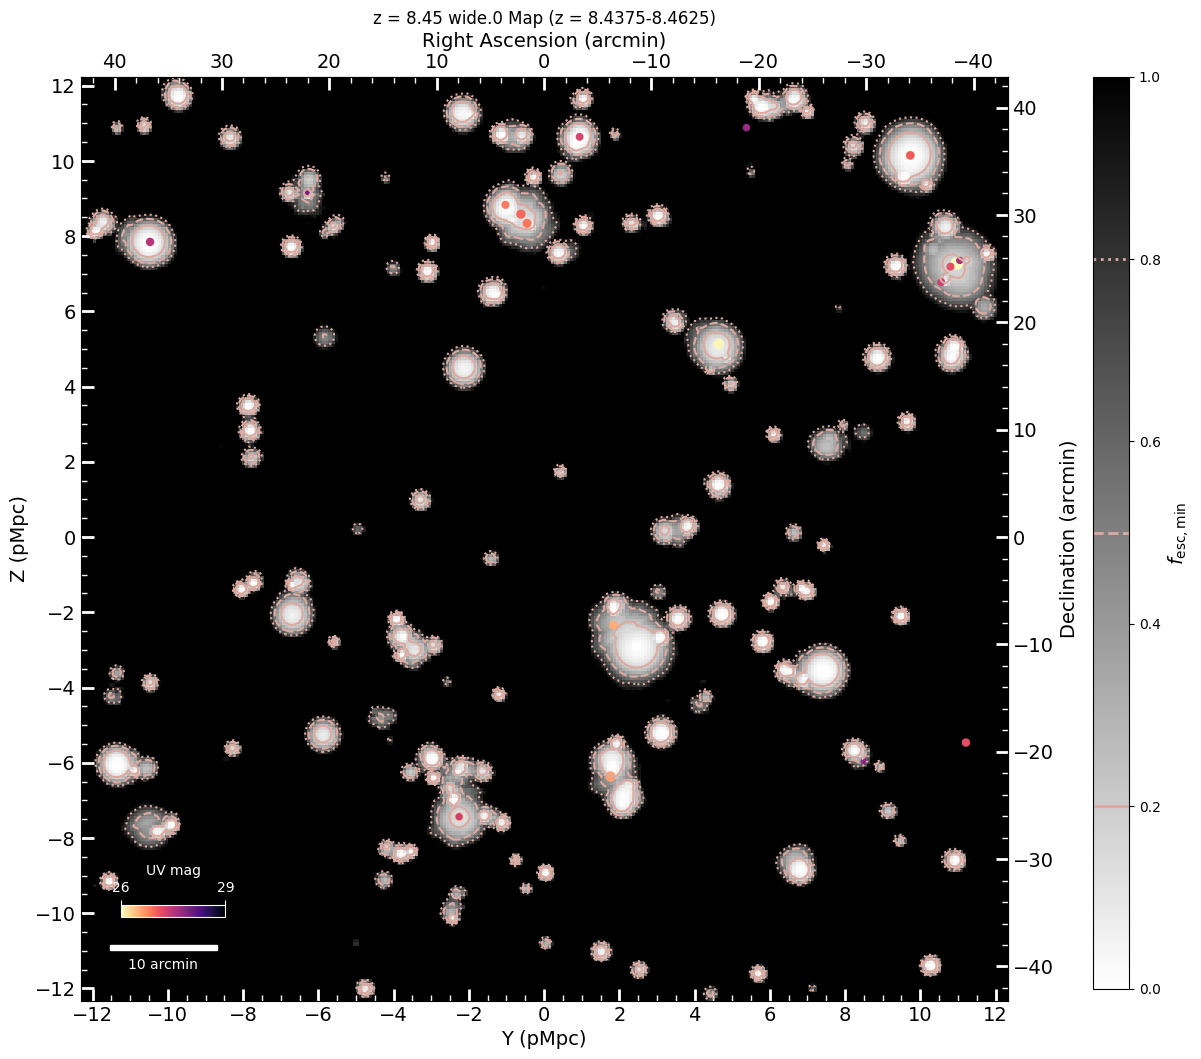 z = 8.45 wide.0 Map (z = 8.4375-8.4625)
Right Ascension (arcmin)
40 30 20 10 0 −10 −20 −30 −40
12
10
8
6
4
2
0
−2
−4
−6
−8
−10
−12
Z (pMpc)
40
30
20
10
0
−10
−20
−30
−40
Declination (arcmin)
1.0
0.8
0.6
0.4
0.2
0.0
fesc,min
UV mag
26 29
10 arcmin
−12 −10 −8 −6 −4 −2 0 2 4 6 8 10 12
Y (pMpc)